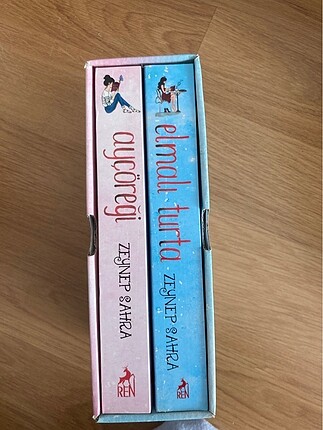 ayçöreği
ZEYNEP SAHRA
REN
elmalı turta
ZEYNEP SAHRA
REN